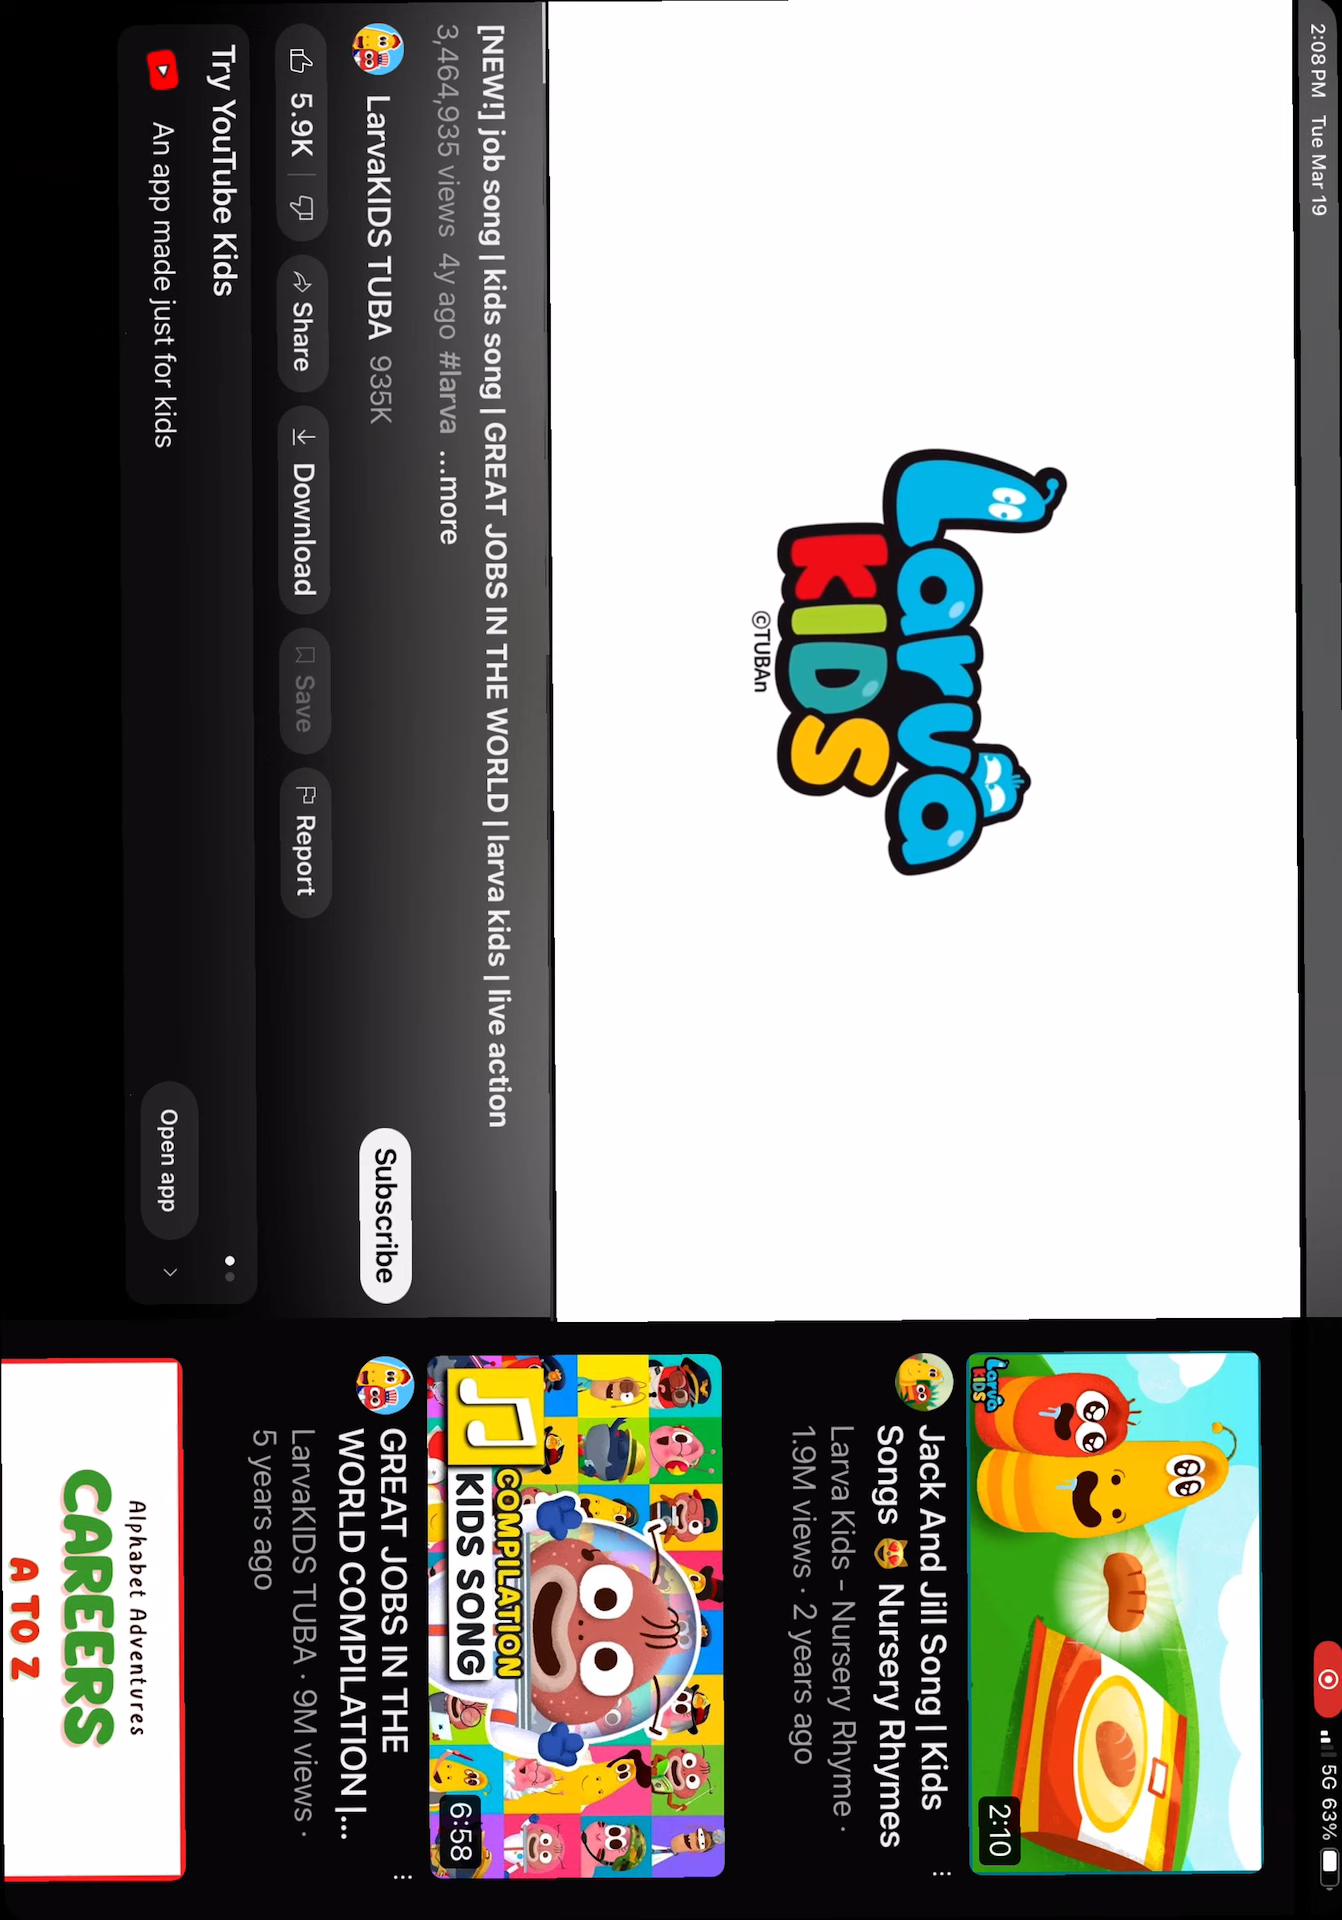 2:08 PM Tue Mar 19
5G 63%
Larva
KIDS
©TUBAn
[NEW!] job song | kids song | GREAT JOBS IN THE WORLD | larva kids | live action
3,464,935 views 4y ago #larva ...more
LarvaKIDS TUBA 935K
Subscribe
5.9K
Share
Download
Save
Report
Try YouTube Kids
An app made just for kids
Open app
Larva
KIDS
2:10
Jack And Jill Song | Kids
Songs 😻 Nursery Rhymes
Larva Kids - Nursery Rhyme ·
1.9M views · 2 years ago
COMPILATION
KIDS SONG
6:58
GREAT JOBS IN THE
WORLD COMPILATION |...
LarvaKIDS TUBA · 9M views ·
5 years ago
Alphabet Adventures
CAREERS
A TO Z